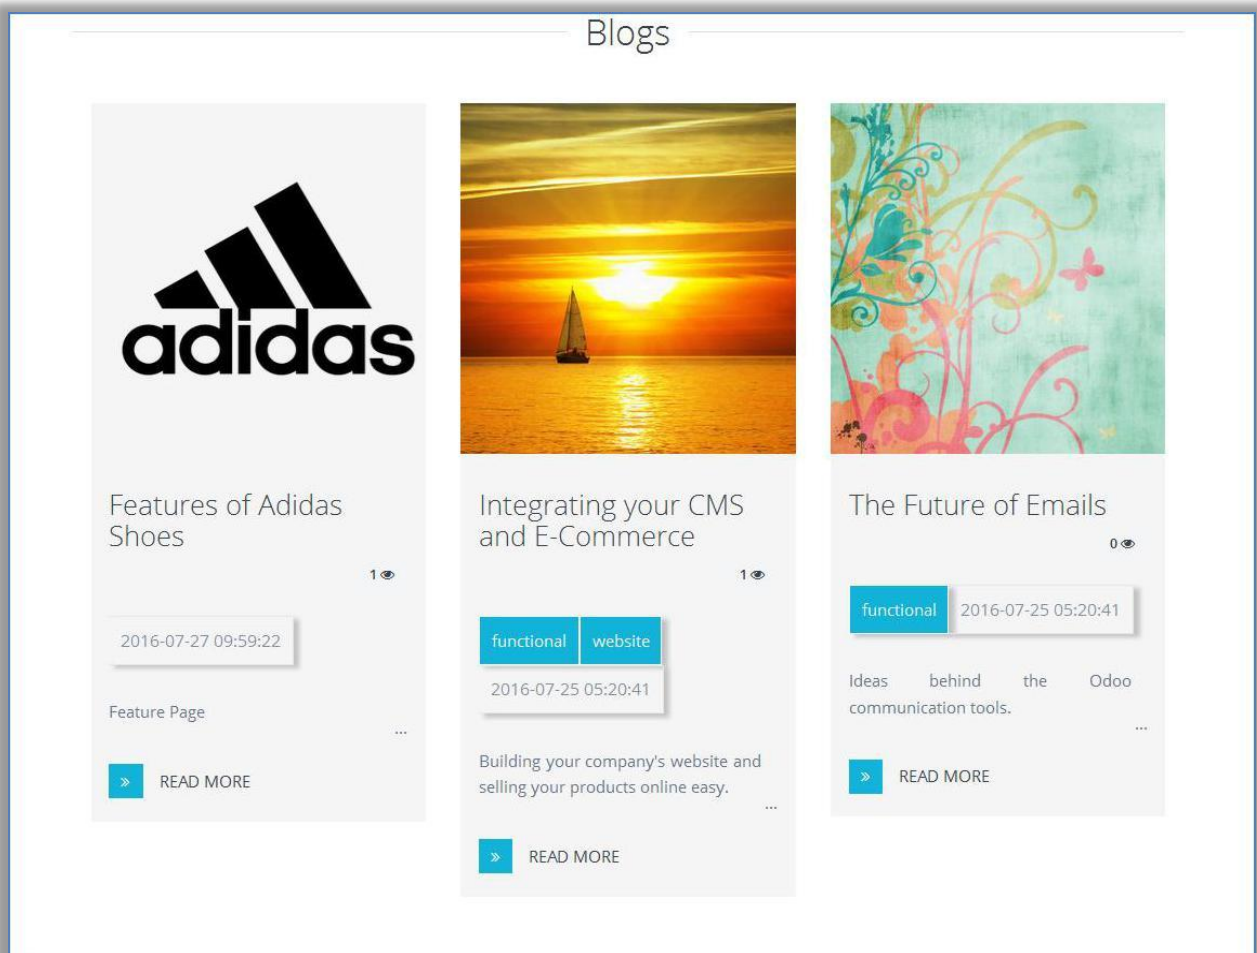 Blogs
adidas
Features of Adidas
Shoes
1
2016-07-27 09:59:22
Feature Page
...
READ MORE
Integrating your CMS
and E-Commerce
1
functional website
2016-07-25 05:20:41
Building your company's website and
selling your products online easy.
...
READ MORE
The Future of Emails
0
functional 2016-07-25 05:20:41
Ideas behind the Odoo
communication tools.
...
READ MORE